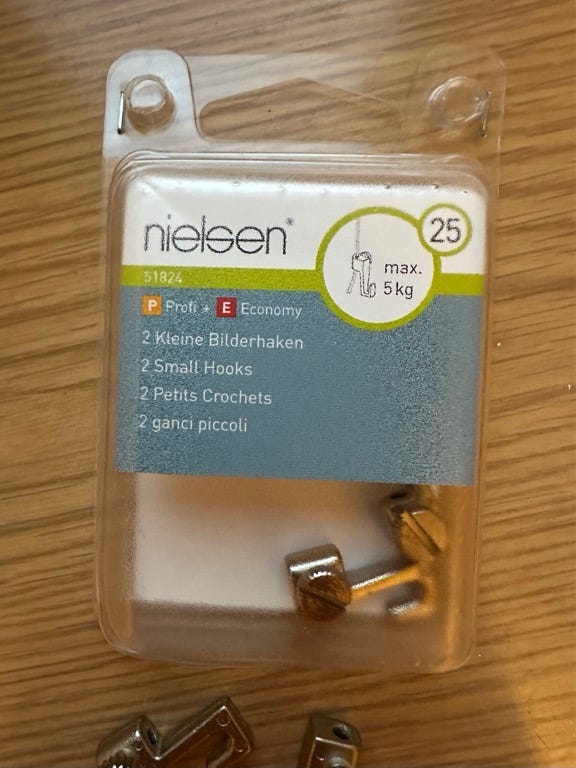 nielsen®
25
max.
5 kg
51824
P Profi + E Economy
2 Kleine Bilderhaken
2 Small Hooks
2 Petits Crochets
2 ganci piccoli